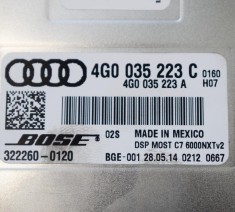 4G0 035 223 C 0160
4G0 035 223 A H07
BOSE 02S MADE IN MEXICO
DSP MOST C7 6000NXTv2
322260-0120 BGE-001 28.05.14 0212 0667